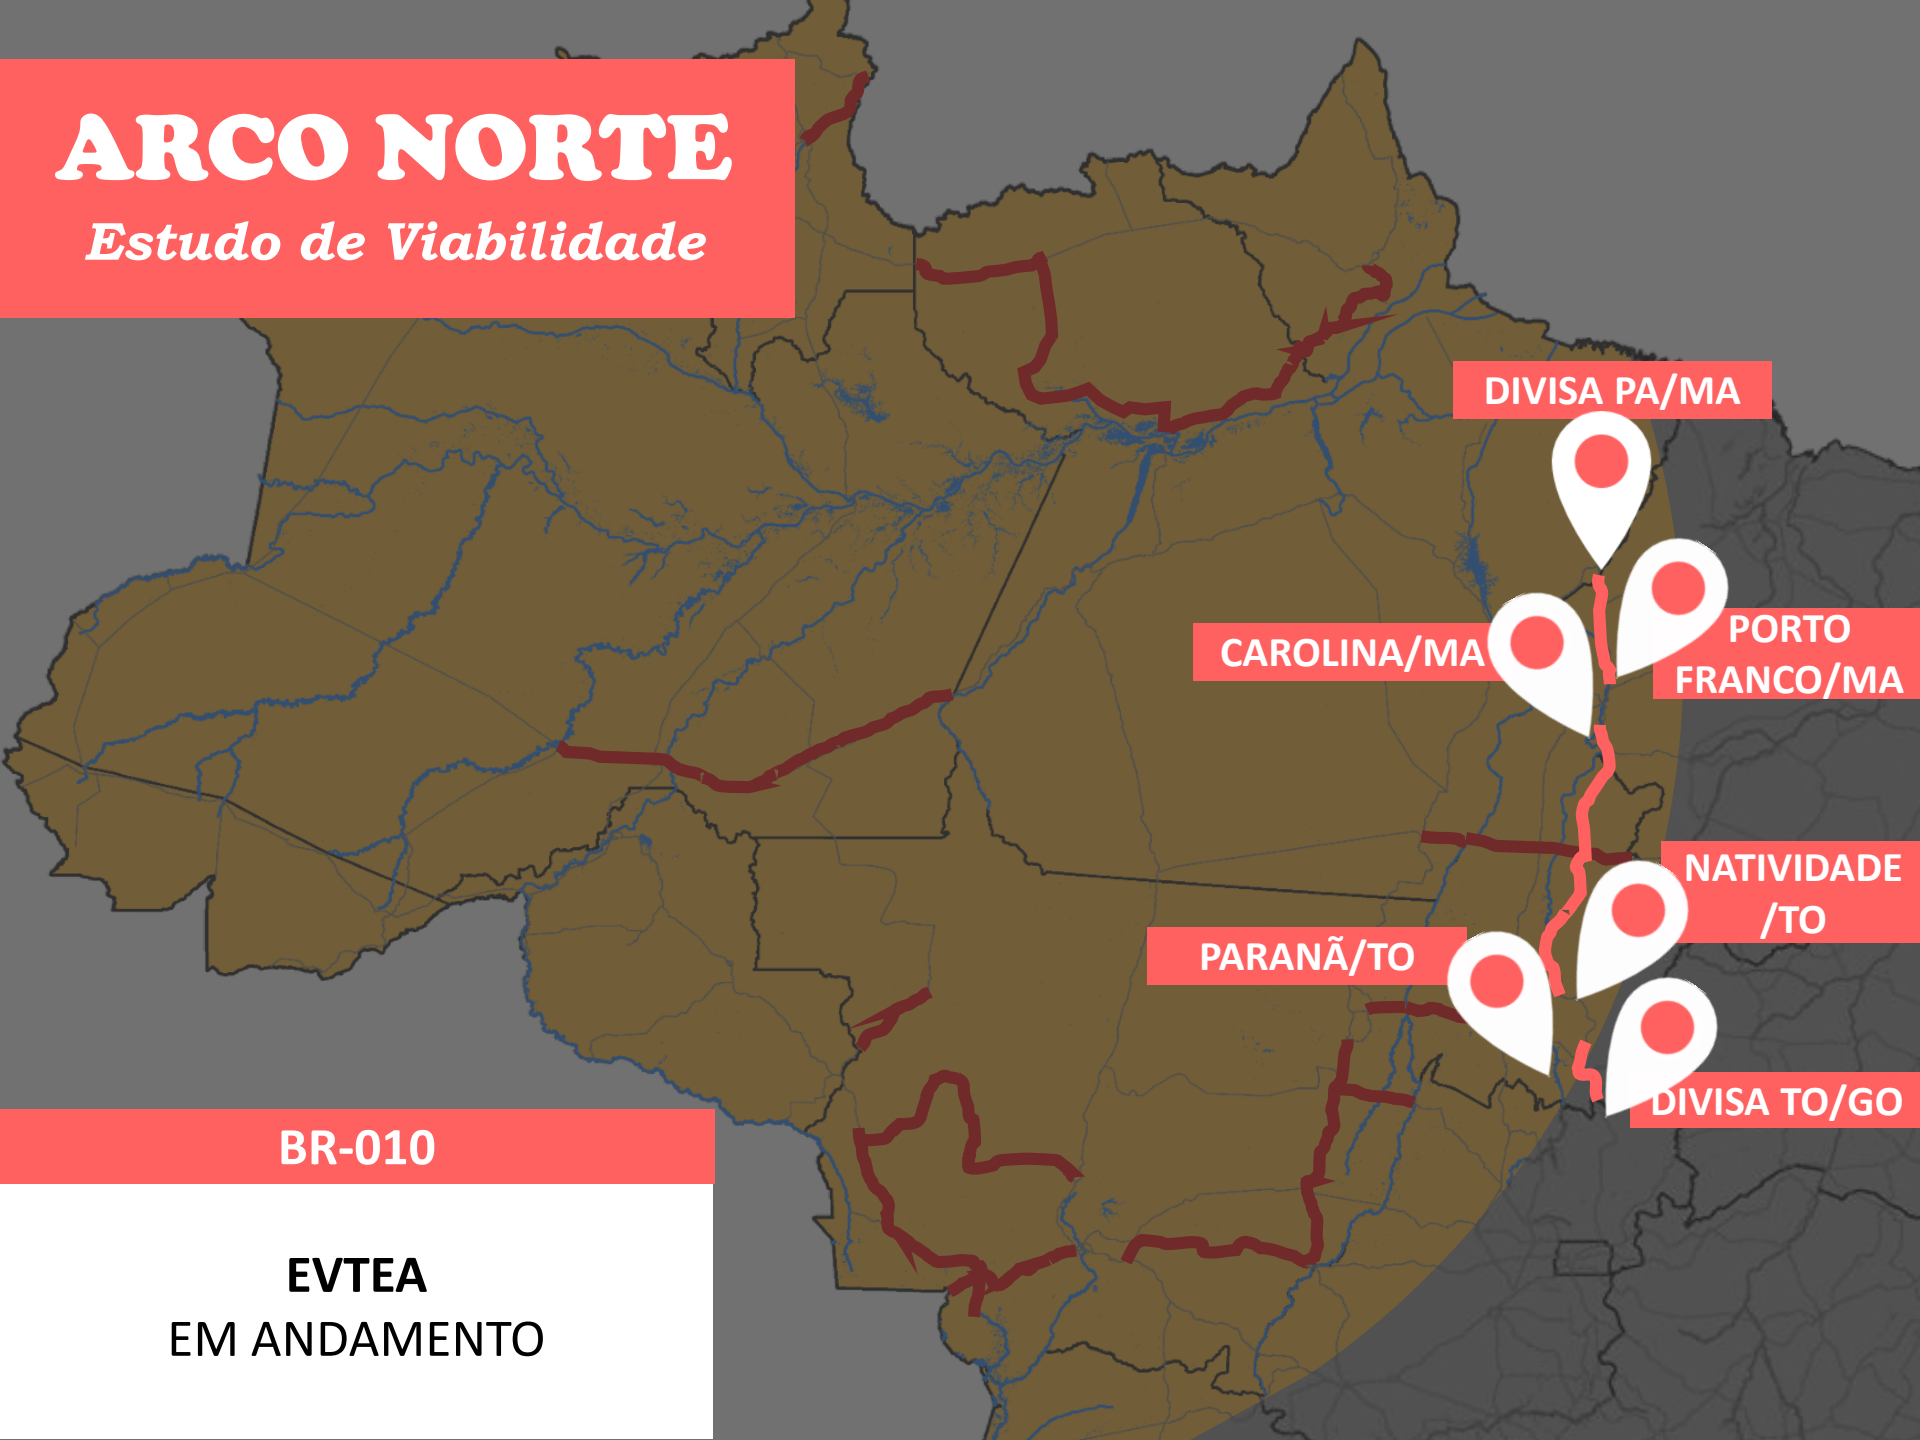 ARCO NORTE
Estudo de Viabilidade
DIVISA PA/MA
CAROLINA/MA
PORTO
FRANCO/MA
NATIVIDADE
/TO
PARANÃ/TO
DIVISA TO/GO
BR-010
EVTEA
EM ANDAMENTO